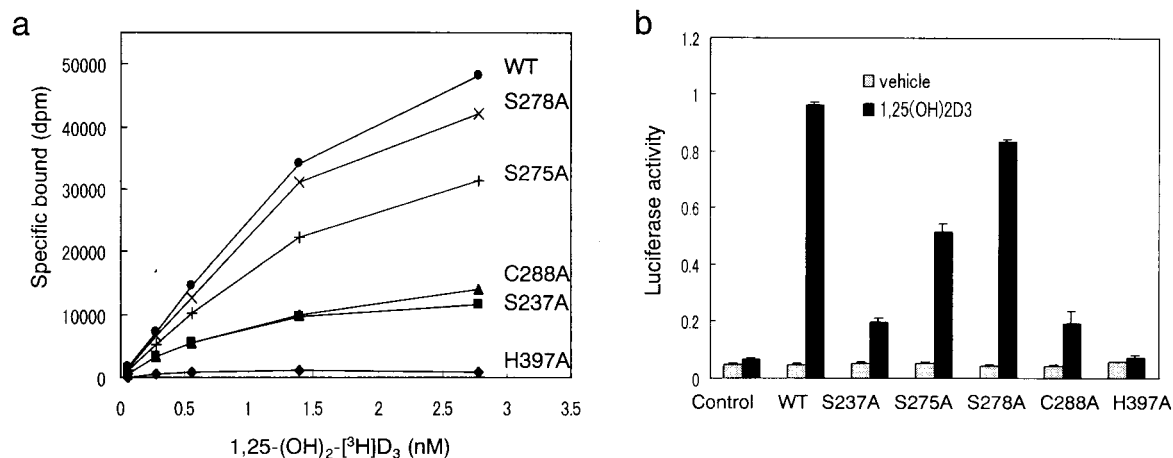 a
Specific bound (dpm)
50000
40000
30000
20000
10000
0
WT
S278A
S275A
C288A
S237A
H397A
0 0.5 1 1.5 2 2.5 3 3.5
1,25-(OH)₂-[³H]D₃ (nM)
b
Luciferase activity
1.2
1
0.8
0.6
0.4
0.2
0
vehicle
1,25(OH)2D3
Control WT S237A S275A S278A C288A H397A